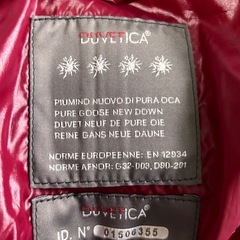 DUVETICA
PIUMINO NUOVO DI PURA OCA
PURE GOOSE NEW DOWN
DUVET NEUF DE PURE OIE
REINE GANS NEUE DAUNE
NORME EUROPEENNE: EN 12934
NORME AFNOR: G32-003, D90-201
DUVETICA
ID. N° 01500355